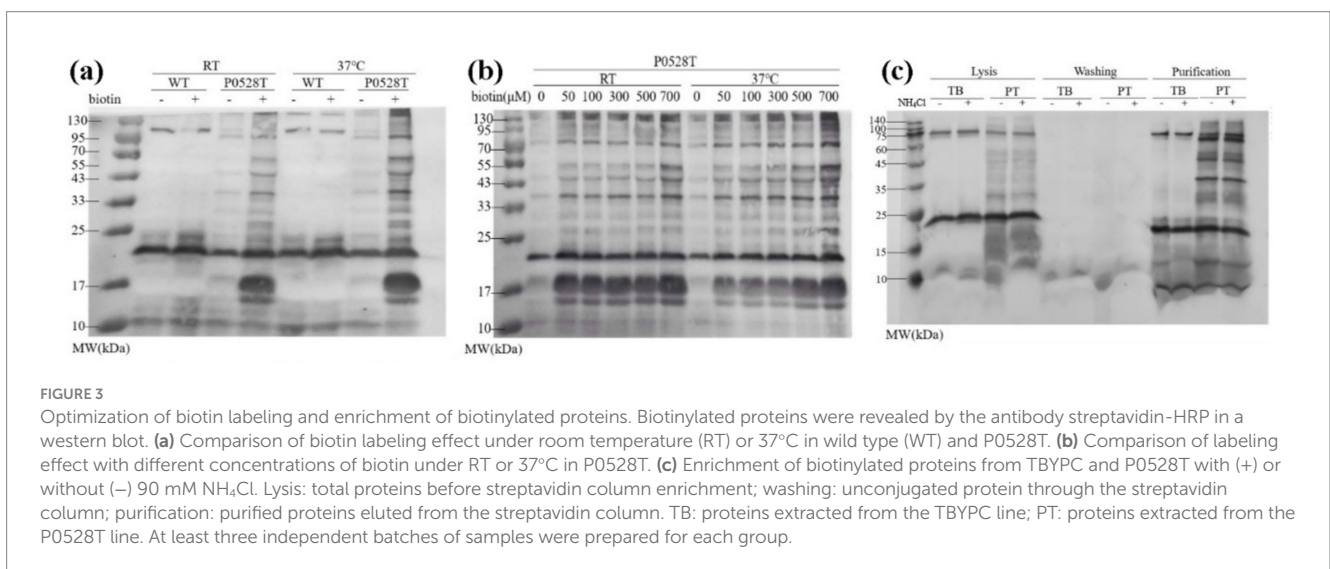 (a)
RT
37°C
WT
P0528T
WT
P0528T
biotin
- + - + - + - +
130
95
70
55
43
33
25
17
10
MW(kDa)
(b)
P0528T
RT
37°C
biotin(μM) 0 50 100 300 500 700 0 50 100 300 500 700
130
95
70
55
43
33
25
17
10
MW(kDa)
(c)
Lysis
Washing
Purification
TB PT TB PT TB PT
NH₄Cl - + - + - + - + - + - +
140
100
75
60
45
35
25
15
10
MW(kDa)
FIGURE 3
Optimization of biotin labeling and enrichment of biotinylated proteins. Biotinylated proteins were revealed by the antibody streptavidin-HRP in a
western blot. (a) Comparison of biotin labeling effect under room temperature (RT) or 37°C in wild type (WT) and P0528T. (b) Comparison of labeling
effect with different concentrations of biotin under RT or 37°C in P0528T. (c) Enrichment of biotinylated proteins from TBYPC and P0528T with (+) or
without (−) 90 mM NH₄Cl. Lysis: total proteins before streptavidin column enrichment; washing: unconjugated protein through the streptavidin
column; purification: purified proteins eluted from the streptavidin column. TB: proteins extracted from the TBYPC line; PT: proteins extracted from the
P0528T line. At least three independent batches of samples were prepared for each group.